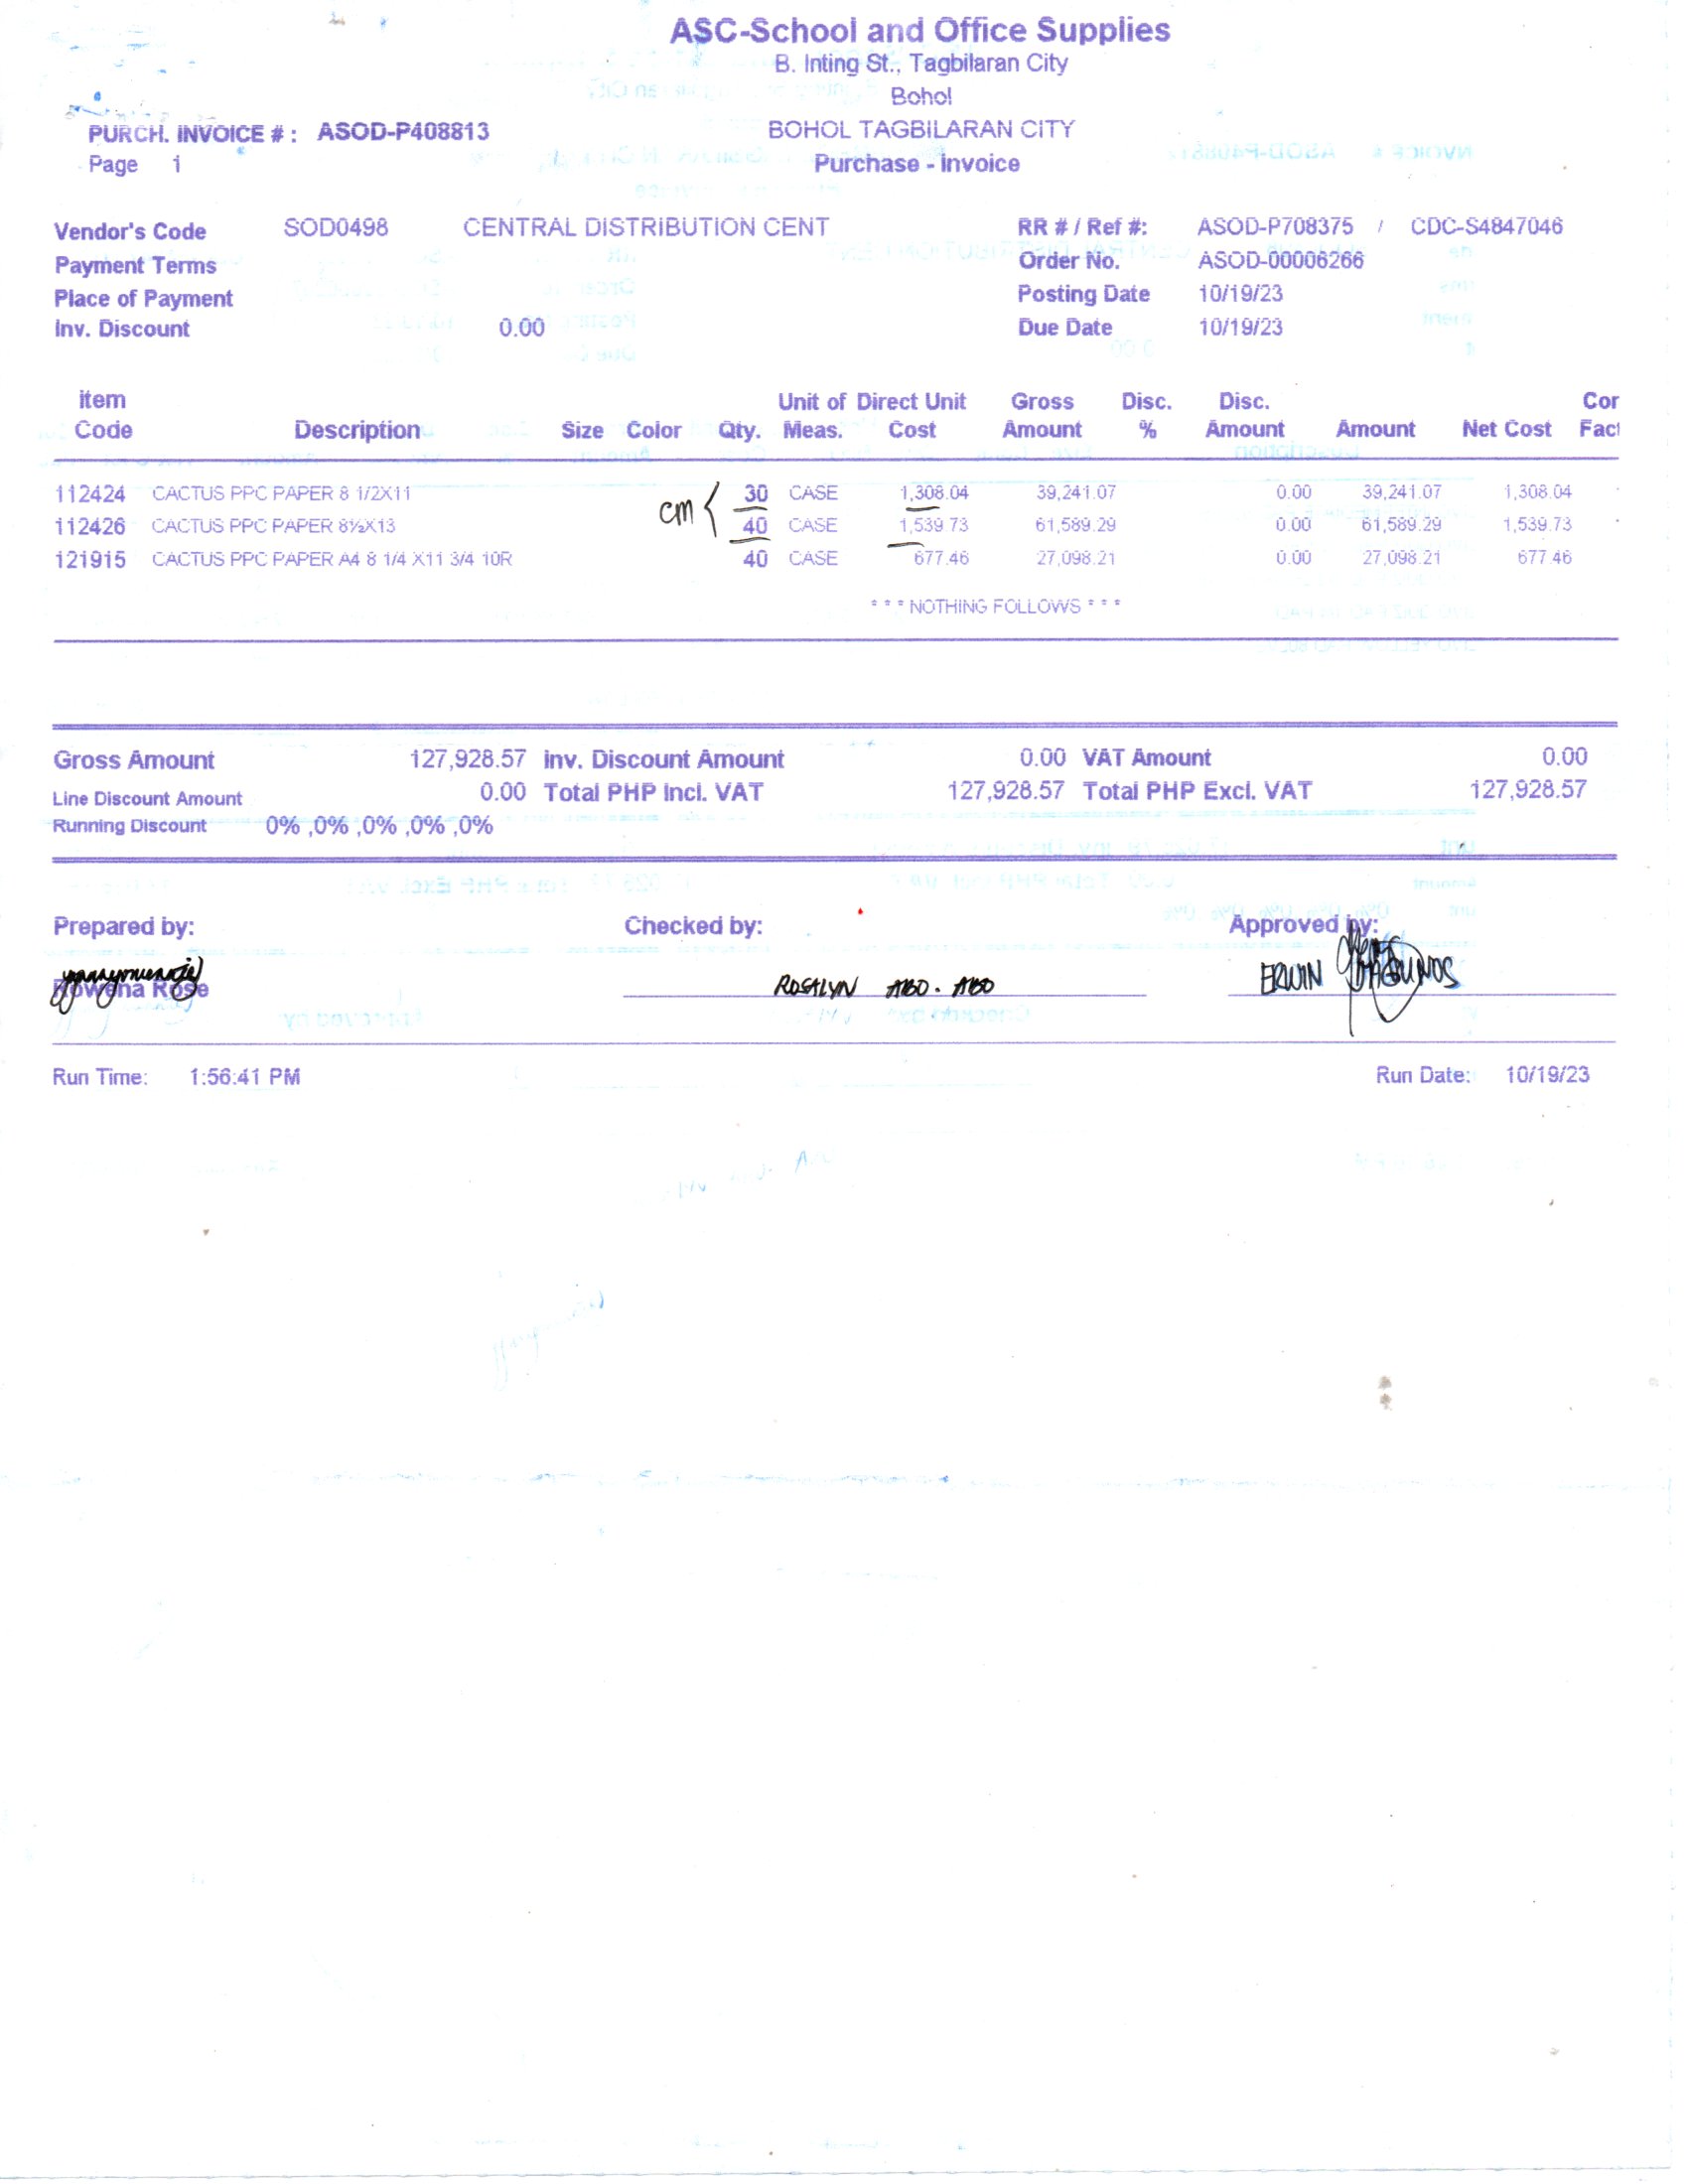 ASC-School and Office Supplies
B. Inting St., Tagbilaran City
Bohol
PURCH. INVOICE # : ASOD-P408813 BOHOL TAGBILARAN CITY
Page 1 Purchase - Invoice
Vendor's Code SOD0498 CENTRAL DISTRIBUTION CENT RR # / Ref #: ASOD-P708375 / CDC-S4847046
Payment Terms Order No. ASOD-00006266
Place of Payment Posting Date 10/19/23
Inv. Discount 0.00 Due Date 10/19/23
Item Unit of Direct Unit Gross Disc. Disc. Cor
Code Description Size Color Qty. Meas. Cost Amount % Amount Amount Net Cost Fact
112424 CACTUS PPC PAPER 8 1/2X11 30 CASE 1,308.04 39,241.07 0.00 39,241.07 1,308.04
cm
112426 CACTUS PPC PAPER 8½X13 40 CASE 1,539.73 61,589.29 0.00 61,589.29 1,539.73
121915 CACTUS PPC PAPER A4 8 1/4 X11 3/4 10R 40 CASE 677.46 27,098.21 0.00 27,098.21 677.46
* * * NOTHING FOLLOWS * * *
Gross Amount 127,928.57 Inv. Discount Amount 0.00 VAT Amount 0.00
Line Discount Amount 0.00 Total PHP Incl. VAT 127,928.57 Total PHP Excl. VAT 127,928.57
Running Discount 0% ,0% ,0% ,0% ,0%
Prepared by: Checked by: Approved by:
Rowena Rose ROSALYN ABO-ABO ERWIN
Run Time: 1:56:41 PM Run Date: 10/19/23